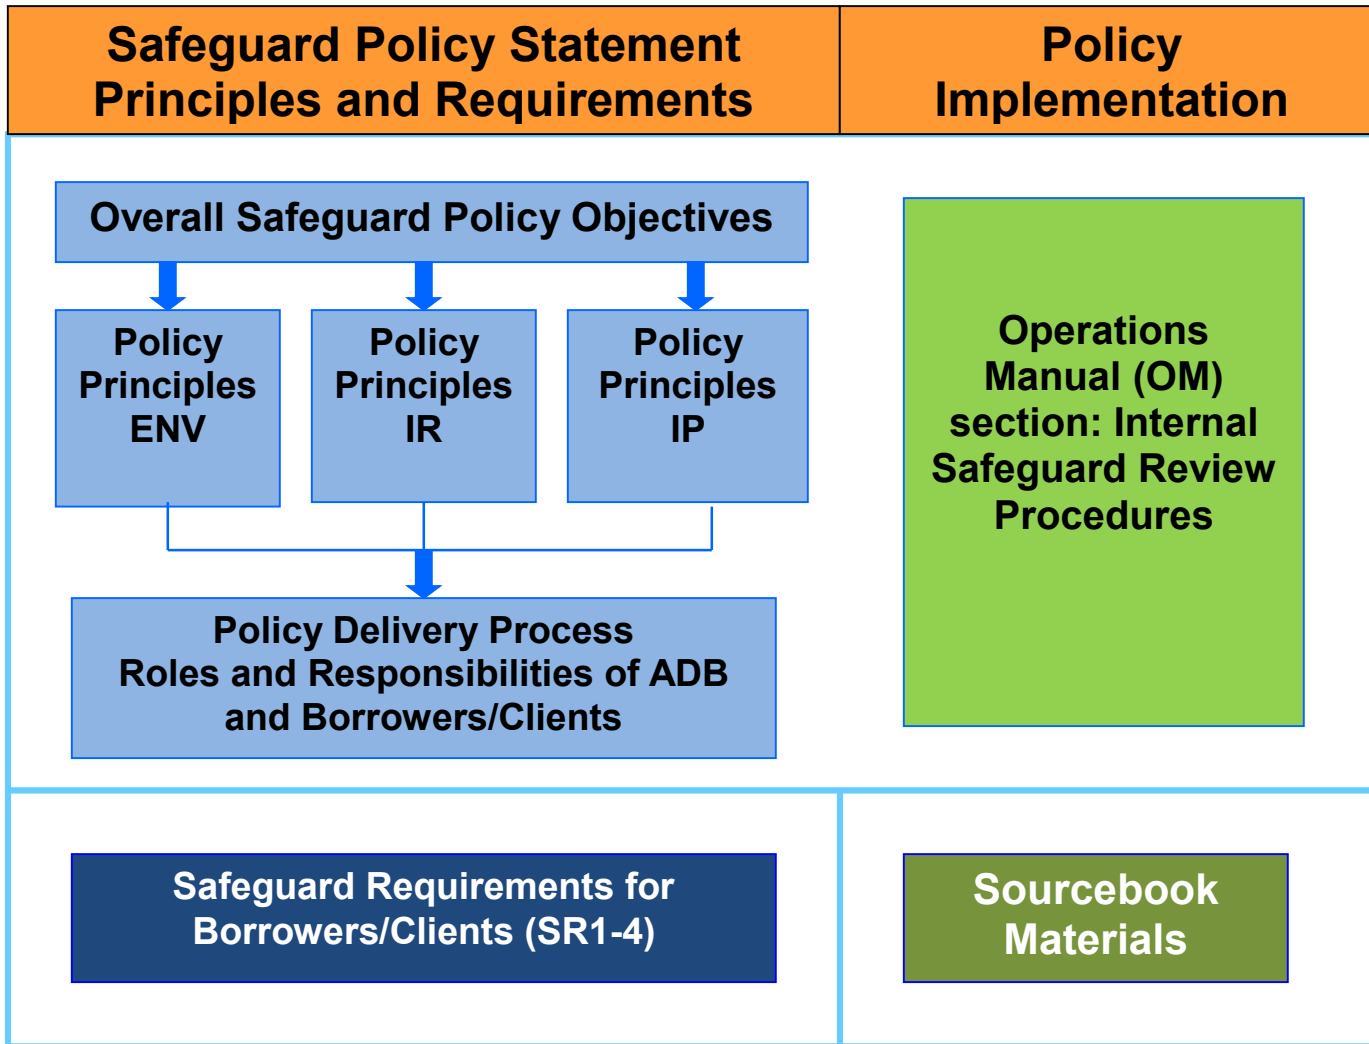 Safeguard Policy Statement
Principles and Requirements
Policy
Implementation
Overall Safeguard Policy Objectives
Policy
Principles
ENV
Policy
Principles
IR
Policy
Principles
IP
Policy Delivery Process
Roles and Responsibilities of ADB
and Borrowers/Clients
Operations
Manual (OM)
section: Internal
Safeguard Review
Procedures
Safeguard Requirements for
Borrowers/Clients (SR1-4)
Sourcebook
Materials